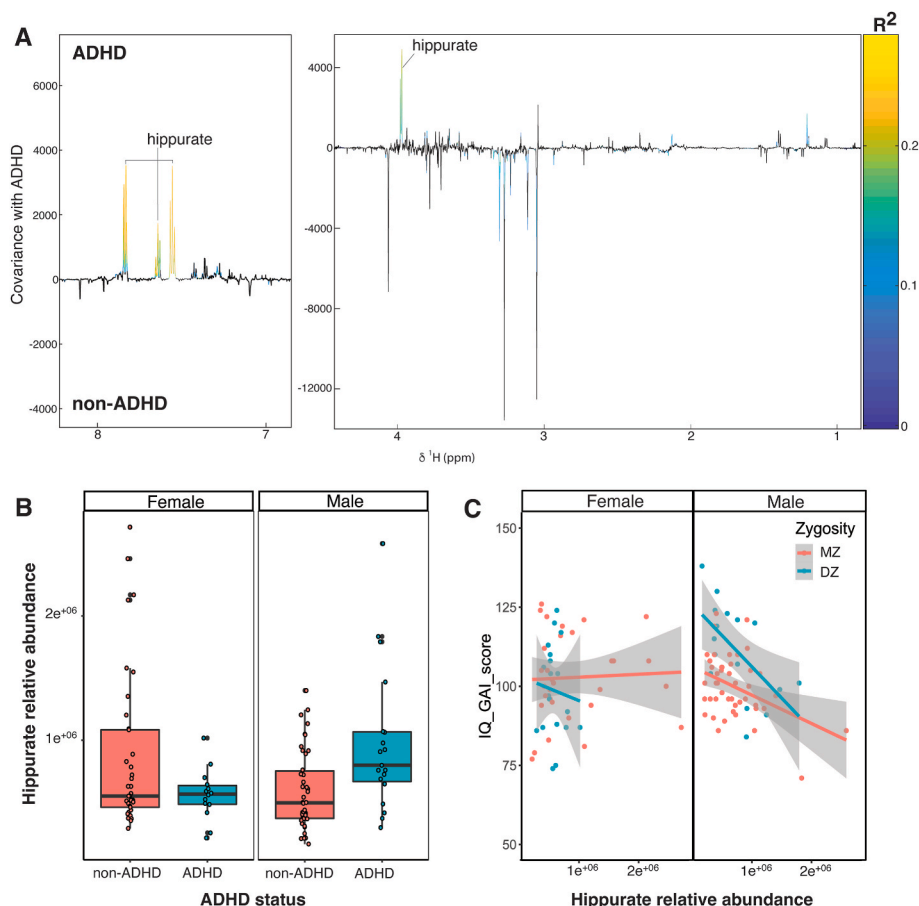 A
ADHD
hippurate
non-ADHD
Covariance with ADHD
6000
4000
2000
0
-2000
-4000
8
7
hippurate
4000
0
-4000
-8000
-12000
4
3
2
1
δ ¹H (ppm)
R²
0.2
0.1
0
B
Female
Male
Hippurate relative abundance
2e⁺⁰⁶
1e⁺⁰⁶
non-ADHD
ADHD
non-ADHD
ADHD
ADHD status
C
Female
Male
Zygosity
MZ
DZ
IQ_GAI_score
150
125
100
75
50
1e⁺⁰⁶
2e⁺⁰⁶
1e⁺⁰⁶
2e⁺⁰⁶
Hippurate relative abundance